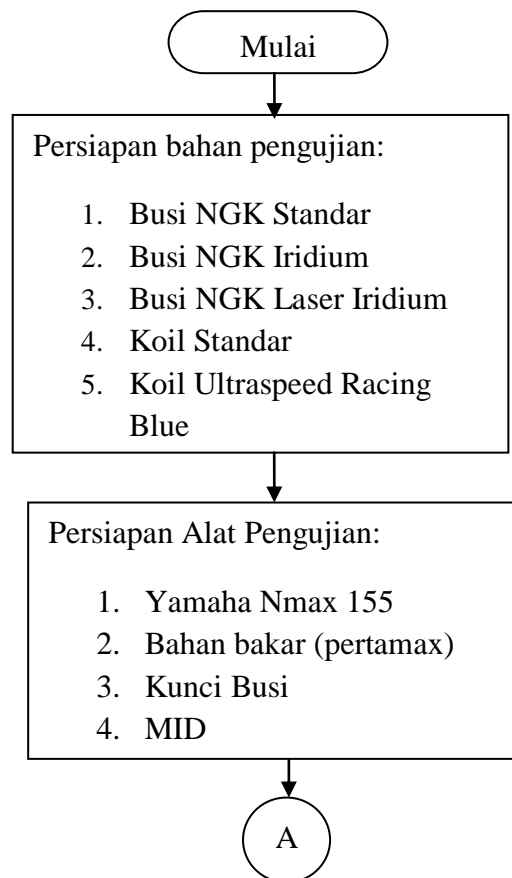 Mulai
Persiapan bahan pengujian:
1. Busi NGK Standar
2. Busi NGK Iridium
3. Busi NGK Laser Iridium
4. Koil Standar
5. Koil Ultraspeed Racing
Blue
Persiapan Alat Pengujian:
1. Yamaha Nmax 155
2. Bahan bakar (pertamax)
3. Kunci Busi
4. MID
A